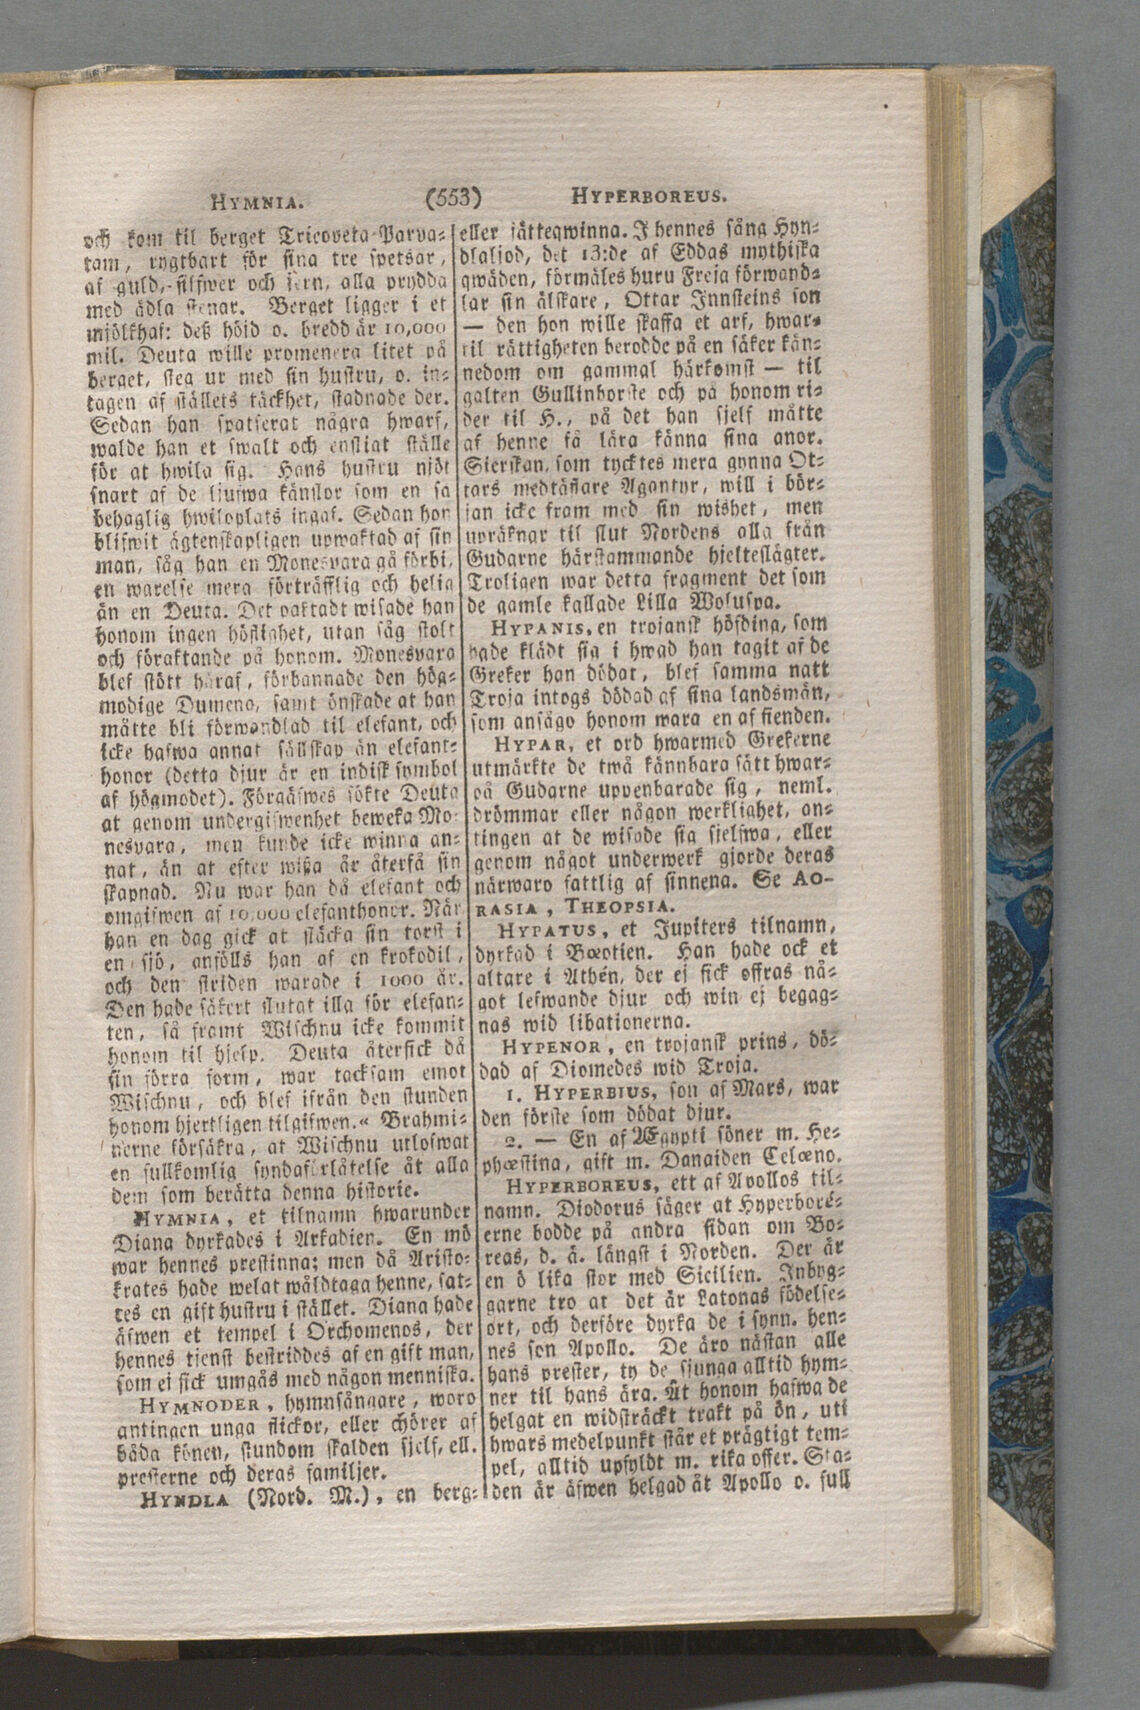 HYMNIA. (553) HYPERBOREUS.
och kom til berget Tricoveta-Parva-
tam, rygtbart för sina tre spetsar,
af guld, silfwer och jern, alla prydda
med ädla stenar. Berget ligger i et
mjölkhaf: deß höjd o. bredd är 10,000
mil. Deuta wille promenera litet på
berget, steg ur med sin hustru, o. in-
tagen af ställets täckhet, stadnade der.
Sedan han spatserat några hwarf,
walde han et swalt och ensligt ställe
för at hwila sig. Hans hustru njöt
snart af de ljufwa känslor som en så
behaglig hwiloplats ingaf. Sedan hon
blifwit ägtenskapligen upwaktad af sin
man, såg han en Monesvara gå förbi,
en warelse mera förträfflig och helig
än en Deuta. Det oaktadt wisade han
honom ingen höflighet, utan såg stolt
och föraktande på honom. Monesvara
blef stött häraf, förbannade den hög-
modige Dumeno, samt önskade at han
måtte bli förwandlad til elefant, och
icke hafwa annat sällskap än elefant-
honor (detta djur är en indisk symbol
af högmodet). Förgäfwes sökte Deuta
at genom undergifwenhet beweka Mo-
nesvara, men kunde icke winna an-
nat, än at efter wißa år återfå sin
skapnad. Nu war han då elefant och
omgifwen af 10,000 elefanthonor. När
han en dag gick at släcka sin torst i
en sjö, anfölls han af en krokodil,
och den striden warade i 1000 år.
Den hade säkert slutat illa för elefan-
ten, så framt Wischnu icke kommit
honom til hjelp. Deuta återfick då
sin förra form, war tacksam emot
Wischnu, och blef ifrån den stunden
honom hjertligen tilgifwen.« Brahmi-
nerne försäkra, at Wischnu utlofwat
en fullkomlig syndaförlåtelse åt alla
dem som berätta denna historie.
HYMNIA, et tilnamn hwarunder
Diana dyrkades i Arkadien. En mö
war hennes prestinna; men då Aristo-
krates hade welat wåldtaga henne, sat-
tes en gift hustru i stället. Diana hade
äfwen et tempel i Orchomenos, der
hennes tjenst bestriddes af en gift man,
som ej fick umgås med någon menniska.
HYMNODER, hymnsångare, woro
antingen unga flickor, eller chörer af
båda könen, stundom skalden sjelf, ell.
presterne och deras familjer.
HYNDLA (Nord. M.), en berg-
eller jätteqwinna. I hennes sång Hyn-
dlaljod, det 13:de af Eddas mythiska
qwäden, förmäles huru Freja förwand-
lar sin älskare, Ottar Innsteins son
— den hon wille skaffa et arf, hwar-
til rättigheten berodde på en säker kän-
nedom om gammal härkomst — til
galten Gullinborste och på honom ri-
der til H., på det han sjelf måtte
af henne få lära känna sina anor.
Sierskan, som tycktes mera gynna Ot-
tars medtäflare Agantyr, will i bör-
jan icke fram med sin wishet, men
upräknar til slut Nordens alla från
Gudarne härstammande hjelteslägter.
Troligen war detta fragment det som
de gamle kallade Lilla Woluspa.
HYPANIS, en trojansk höfding, som
hade klädt sig i hwad han tagit af de
Greker han dödat, blef samma natt
Troja intogs dödad af sina landsmän,
som ansågo honom wara en af fienden.
HYPAR, et ord hwarmed Grekerne
utmärkte de twå kännbara sätt hwar-
på Gudarne uppenbarade sig, neml.
drömmar eller någon werklighet, an-
tingen at de wisade sig sjelfwa, eller
genom något underwerk gjorde deras
närwaro fattlig af sinnena. Se AO-
RASIA, THEOPSIA.
HYPATUS, et Jupiters tilnamn,
dyrkad i Bœotien. Han hade ock et
altare i Athén, der ej fick offras nå-
got lefwande djur och win ej begag-
nas wid libationerna.
HYPENOR, en trojansk prins, dö-
dad af Diomedes wid Troja.
1. HYPERBIUS, son af Mars, war
den förste som dödat djur.
2. — En af Ægypti söner m. He-
phœstina, gift m. Danaiden Celœno.
HYPERBOREUS, ett af Apollos til-
namn. Diodorus säger at Hyperboré-
erne bodde på andra sidan om Bo-
reas, d. ä. längst i Norden. Der är
en ö lika stor med Sicilien. Inbyg-
garne tro at det är Latonas födelse-
ort, och derföre dyrka de i synn. hen-
nes son Apollo. De äro nästan alle
hans prester, ty de sjunga alltid hym-
ner til hans ära. Åt honom hafwa de
helgat en widsträckt trakt på ön, uti
hwars medelpunkt står et prägtigt tem-
pel, alltid upfyldt m. rika offer. Sta-
den är äfwen helgad åt Apollo o. full